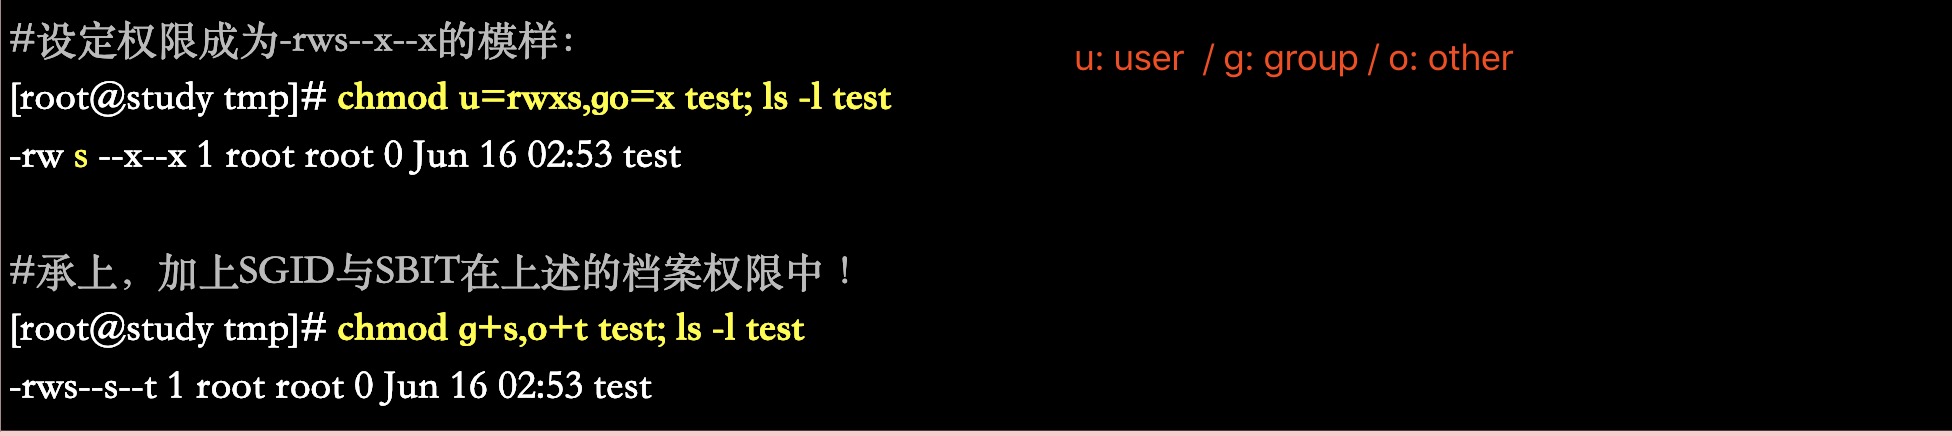 #设定权限成为-rws--x--x的模样：
u: user / g: group / o: other
[root@study tmp]# chmod u=rwxs,go=x test; ls -l test
-rw s --x--x 1 root root 0 Jun 16 02:53 test
#承上，加上SGID与SBIT在上述的档案权限中！
[root@study tmp]# chmod g+s,o+t test; ls -l test
-rws--s--t 1 root root 0 Jun 16 02:53 test